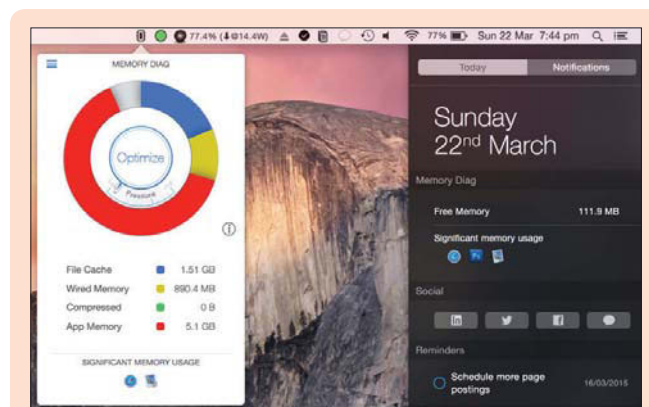 77.4% (⬇@14.4W) 77% Sun 22 Mar 7:44 pm
MEMORY DIAG
Optimize
Pressure
File Cache 1.51 GB
Wired Memory 890.4 MB
Compressed 0 B
App Memory 5.1 GB
SIGNIFICANT MEMORY USAGE
Today Notifications
Sunday
22nd March
Memory Diag
Free Memory 111.9 MB
Significant memory usage
Social
Reminders
Schedule more page
postings 16/03/2015